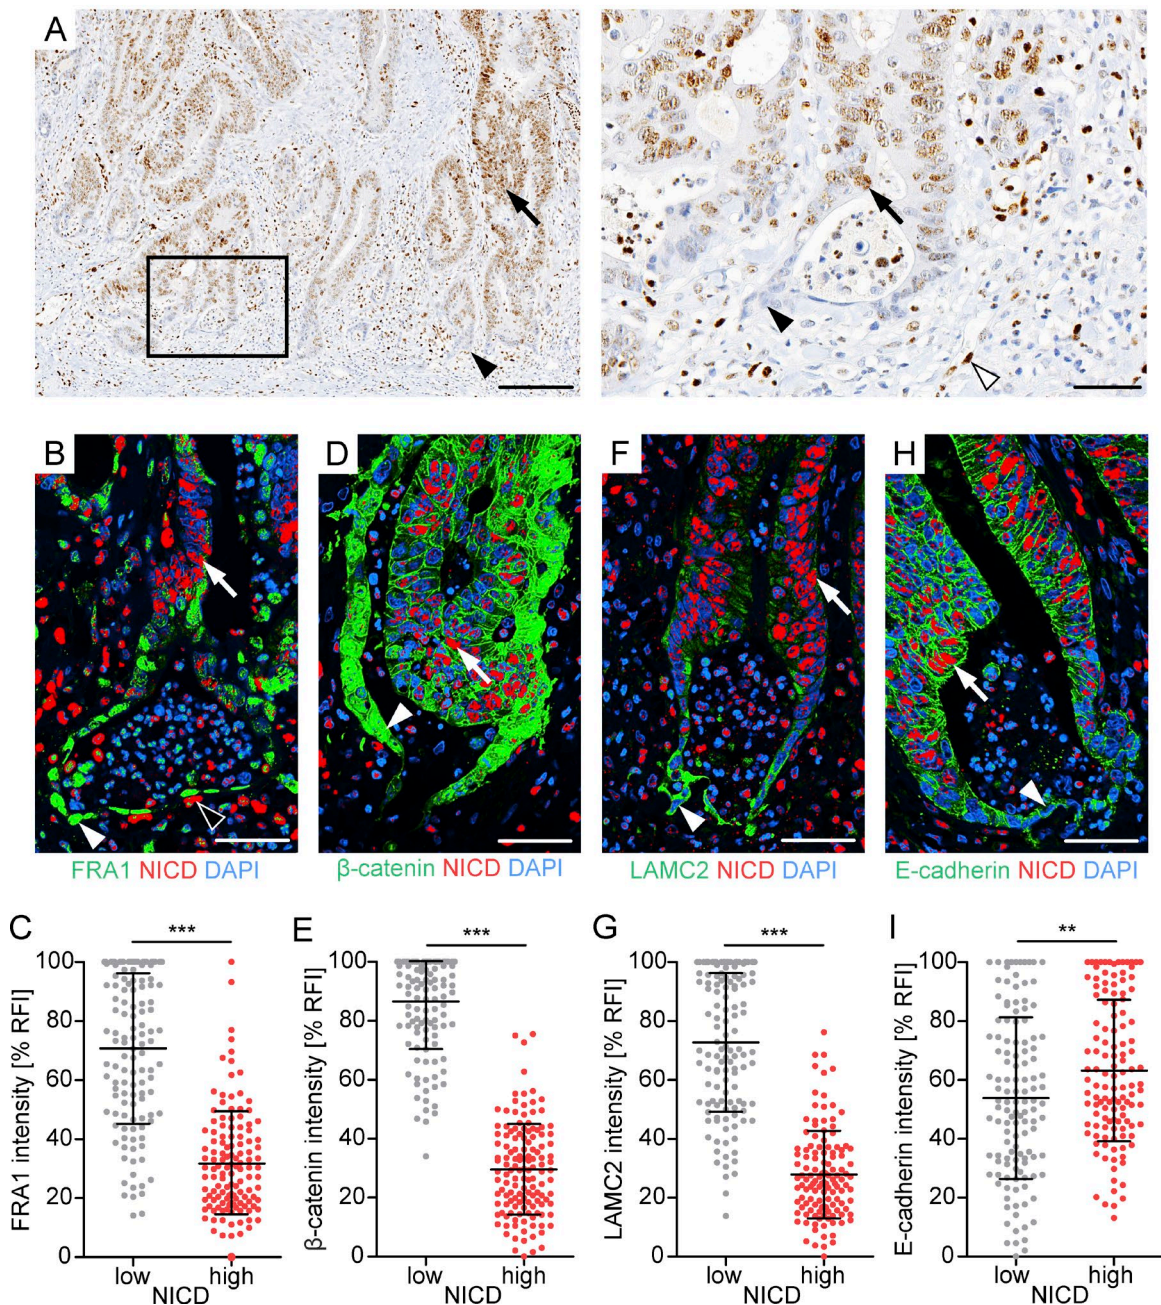 A
B
D
F
H
FRA1 NICD DAPI
β-catenin NICD DAPI
LAMC2 NICD DAPI
E-cadherin NICD DAPI
C
***
FRA1 intensity [% RFI]
100
80
60
40
20
0
low
high
NICD
E
***
β-catenin intensity [% RFI]
100
80
60
40
20
0
low
high
NICD
G
***
LAMC2 intensity [% RFI]
100
80
60
40
20
0
low
high
NICD
I
**
E-cadherin intensity [% RFI]
100
80
60
40
20
0
low
high
NICD